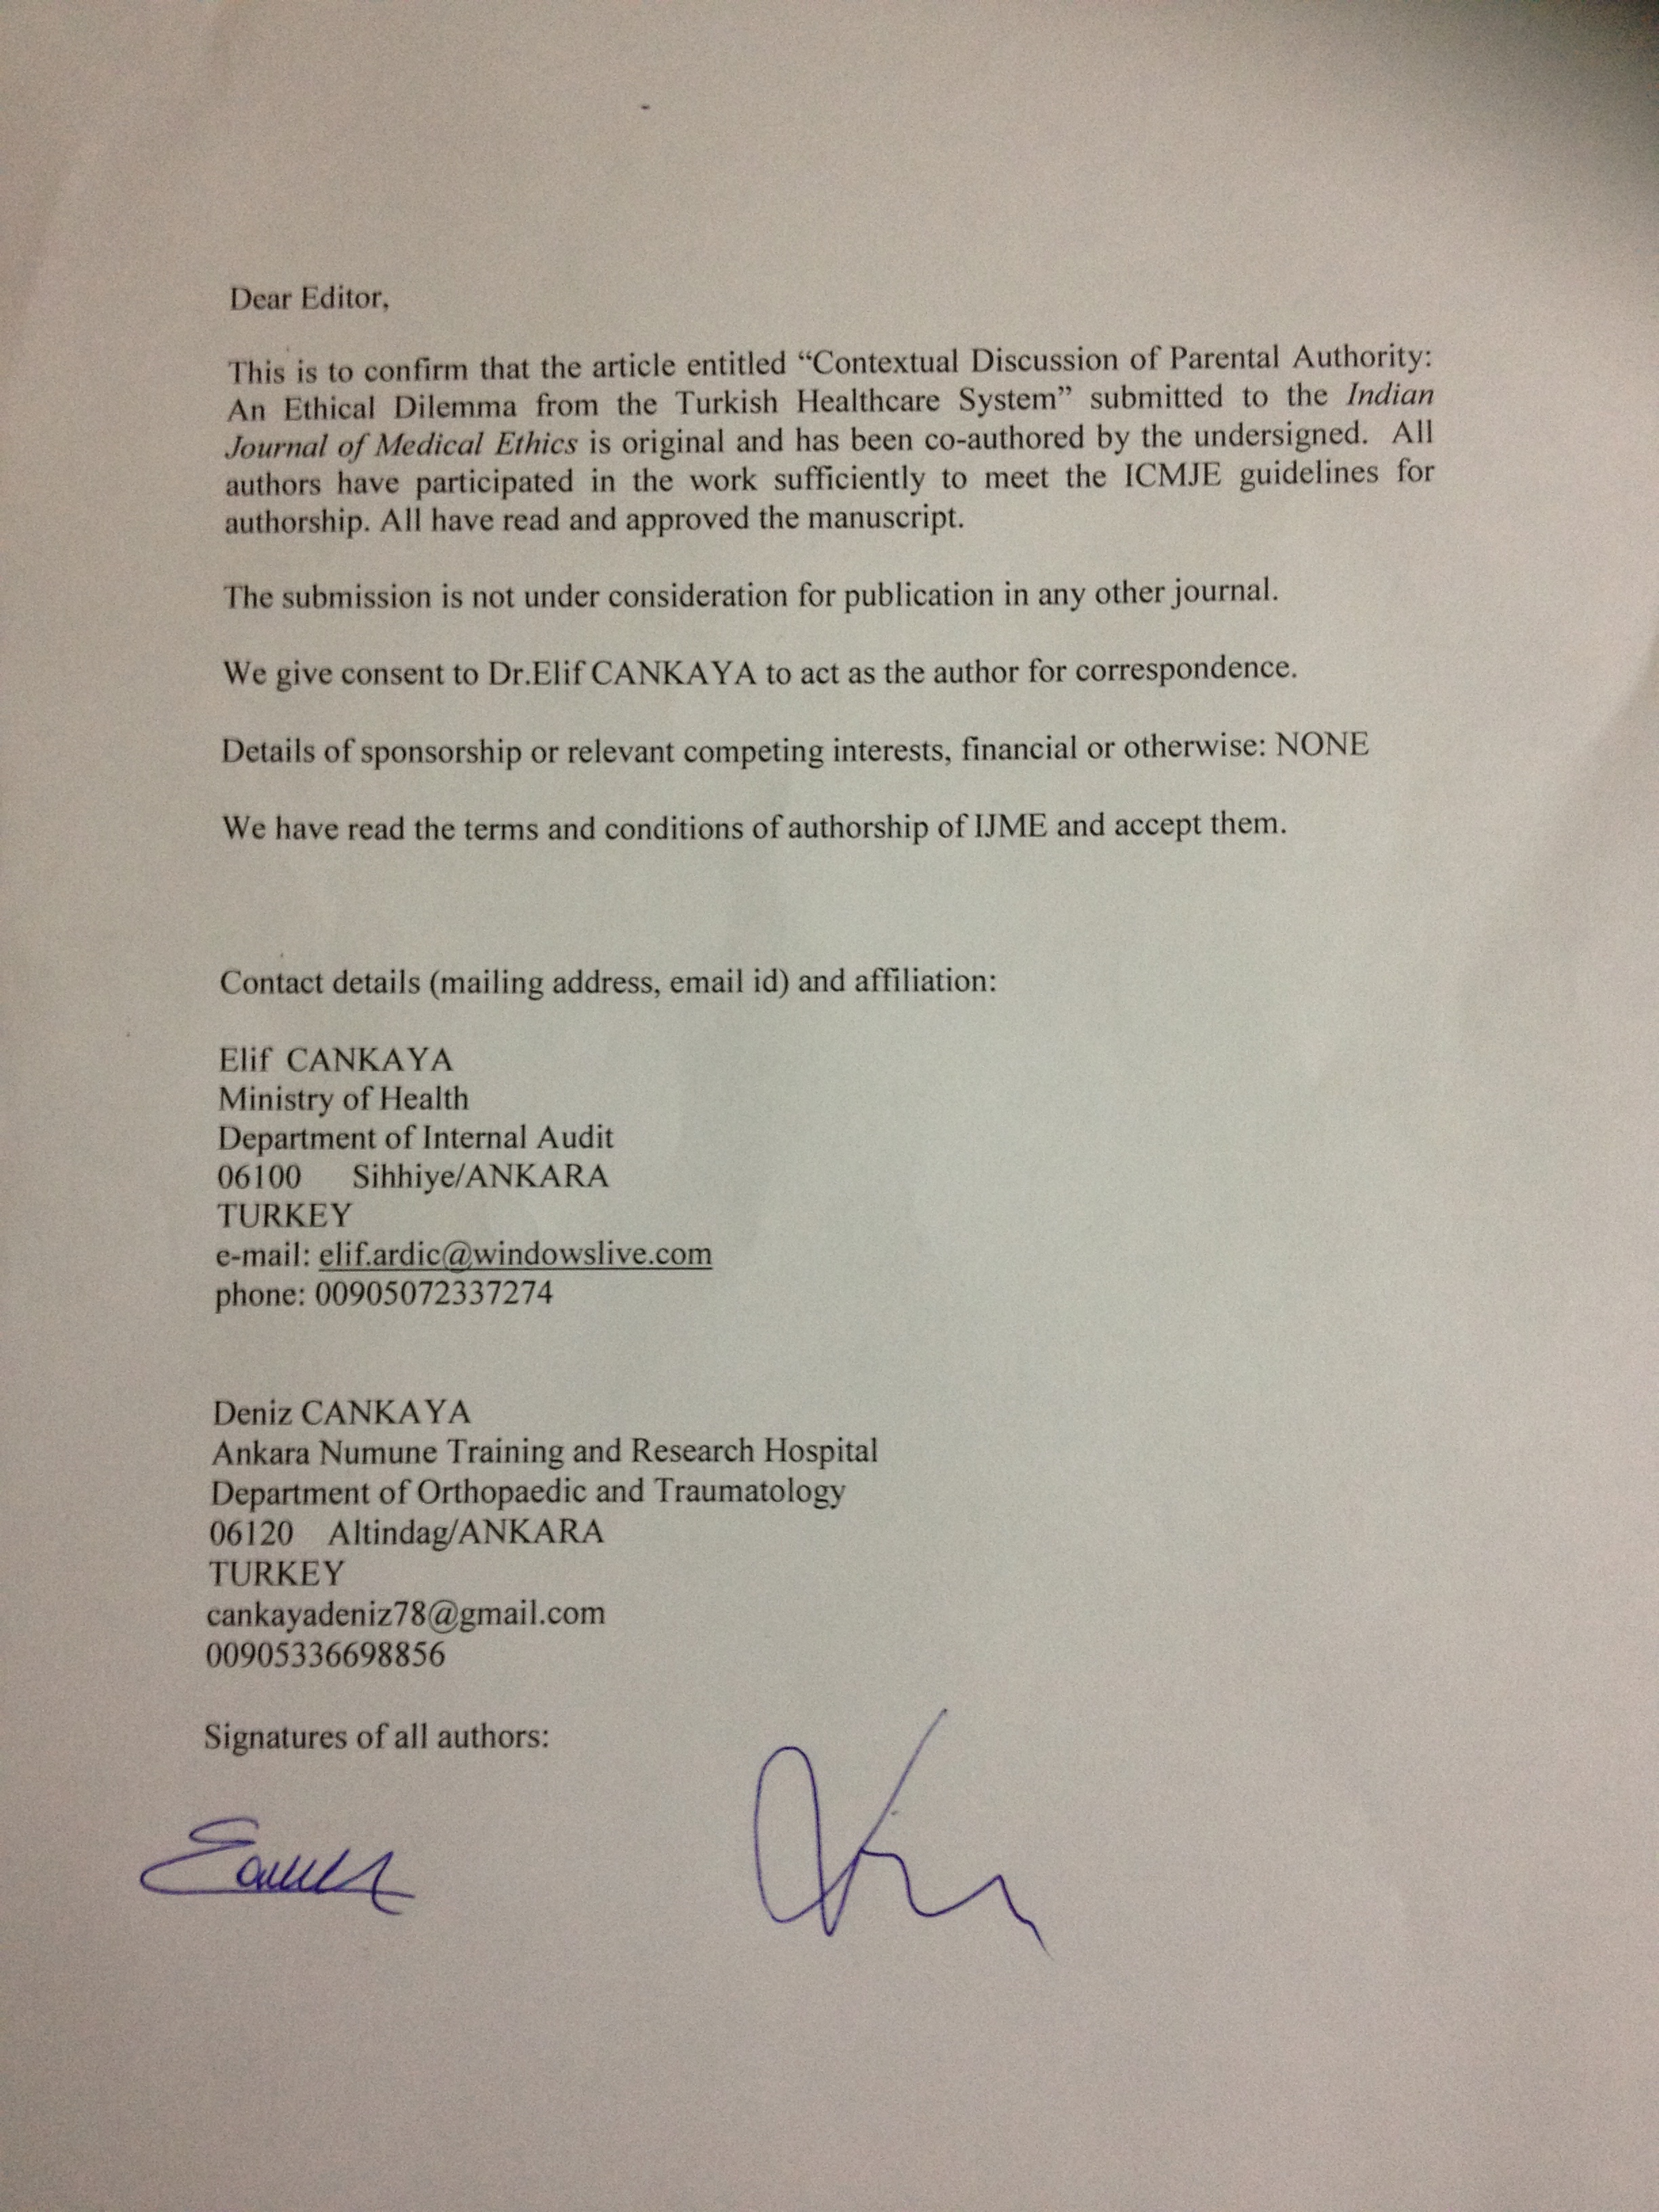 Dear Editor,
This is to confirm that the article entitled “Contextual Discussion of Parental Authority:
An Ethical Dilemma from the Turkish Healthcare System” submitted to the Indian
Journal of Medical Ethics is original and has been co-authored by the undersigned.  All
authors have participated in the work sufficiently to meet the ICMJE guidelines for
authorship. All have read and approved the manuscript.
The submission is not under consideration for publication in any other journal.
We give consent to Dr.Elif CANKAYA to act as the author for correspondence.
Details of sponsorship or relevant competing interests, financial or otherwise: NONE
We have read the terms and conditions of authorship of IJME and accept them.
Contact details (mailing address, email id) and affiliation:
Elif CANKAYA
Ministry of Health
Department of Internal Audit
06100 Sihhiye/ANKARA
TURKEY
e-mail: elif.ardic@windowslive.com
phone: 00905072337274
Deniz CANKAYA
Ankara Numune Training and Research Hospital
Department of Orthopaedic and Traumatology
06120 Altindag/ANKARA
TURKEY
cankayadeniz78@gmail.com
00905336698856
Signatures of all authors: